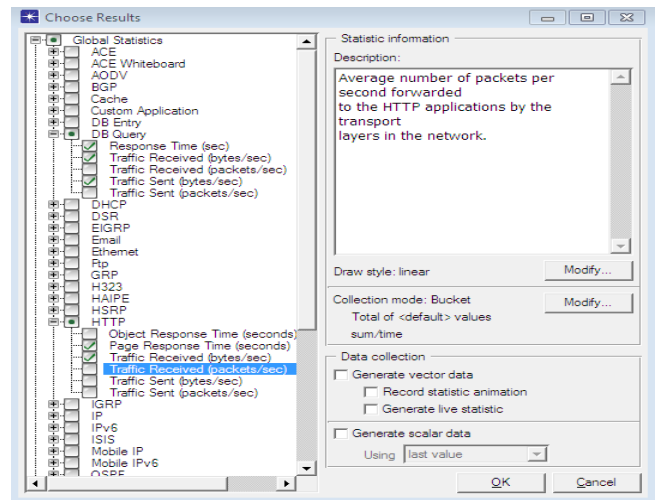 Choose Results
Global Statistics
ACE
ACE Whiteboard
AODV
BGP
Cache
Custom Application
DB Entry
DB Query
Response Time (sec)
Traffic Received (bytes/sec)
Traffic Received (packets/sec)
Traffic Sent (bytes/sec)
Traffic Sent (packets/sec)
DHCP
DSR
EIGRP
Email
Ethernet
Ftp
GRP
H323
HAIPE
HSRP
HTTP
Object Response Time (seconds)
Page Response Time (seconds)
Traffic Received (bytes/sec)
Traffic Received (packets/sec)
Traffic Sent (bytes/sec)
Traffic Sent (packets/sec)
IGRP
IP
IPv6
ISIS
Mobile IP
Mobile IPv6
OSPF
Statistic information
Description:
Average number of packets per
second forwarded
to the HTTP applications by the
transport
layers in the network.
Draw style: linear
Modify...
Collection mode: Bucket
Modify...
Total of <default> values
sum/time
Data collection
Generate vector data
Record statistic animation
Generate live statistic
Generate scalar data
Using last value
OK
Cancel